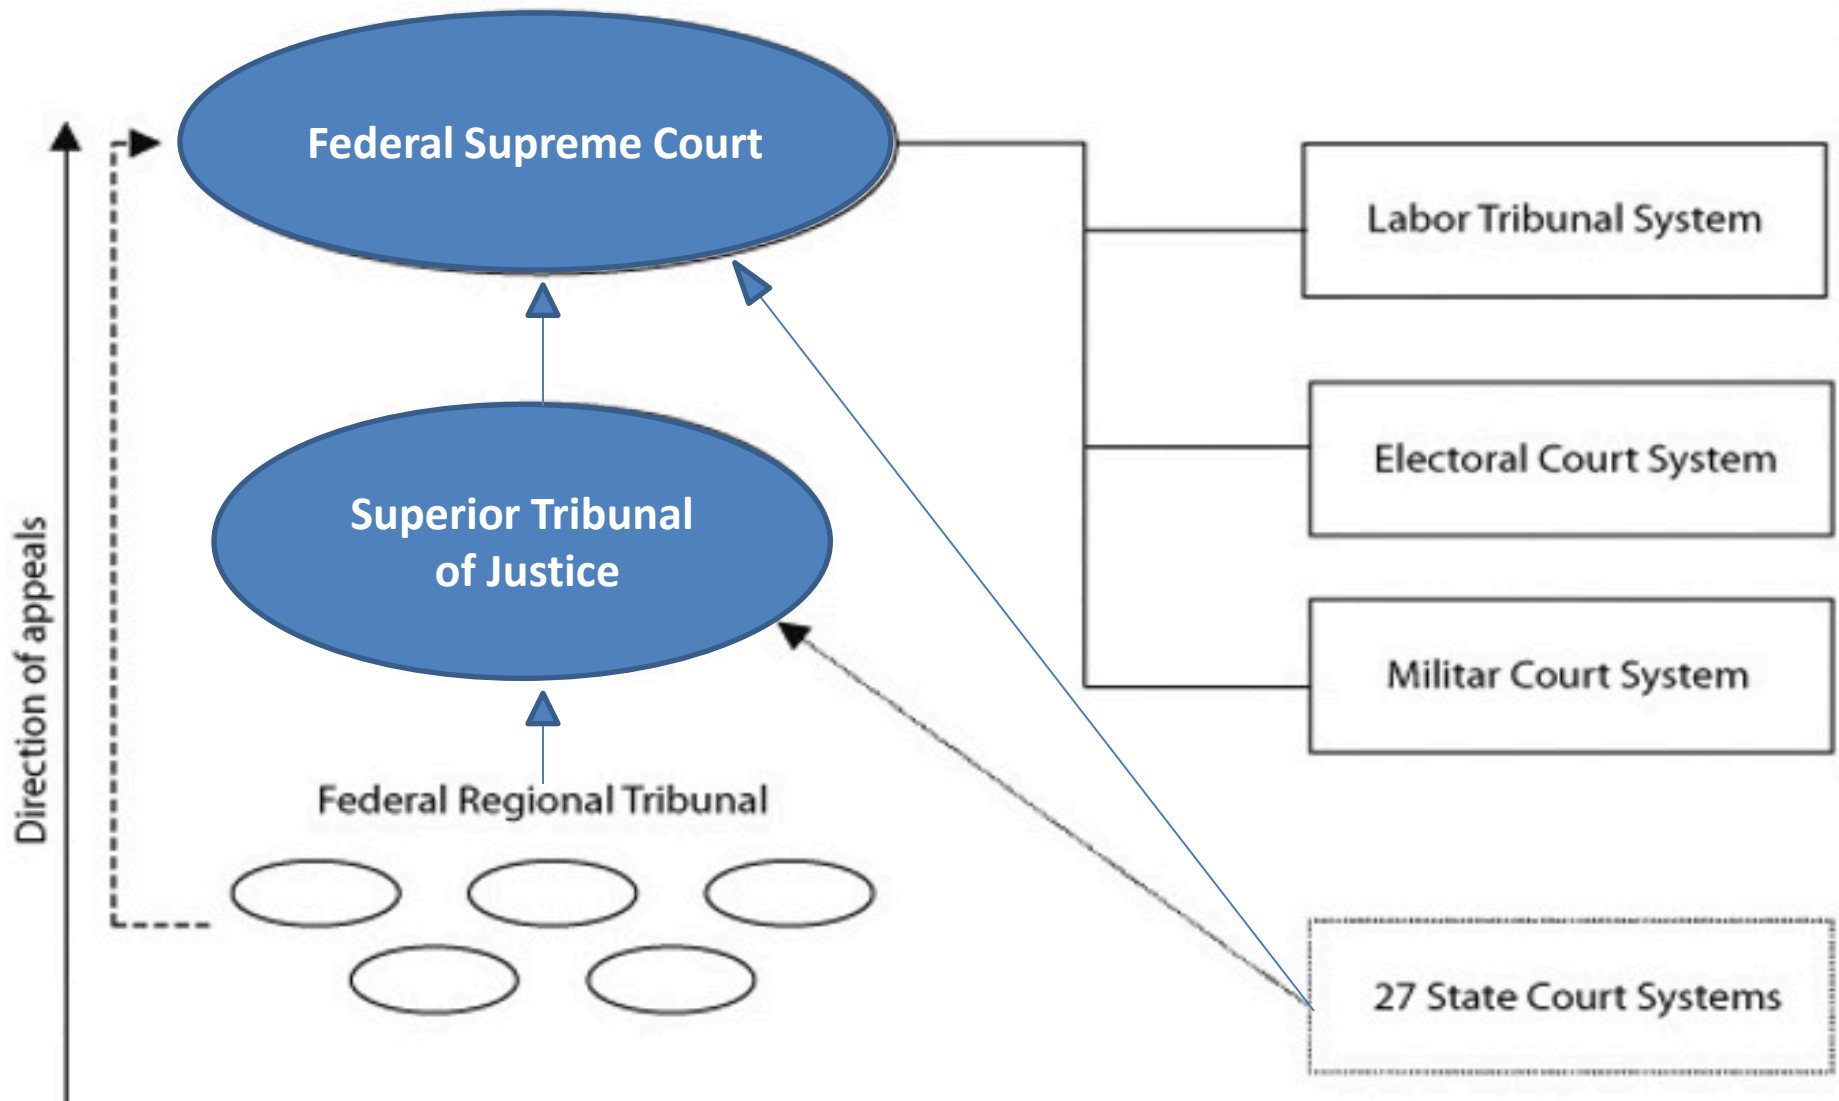 Federal Supreme Court
Labor Tribunal System
Electoral Court System
Superior Tribunal
of Justice
Militar Court System
Direction of appeals
Federal Regional Tribunal
27 State Court Systems